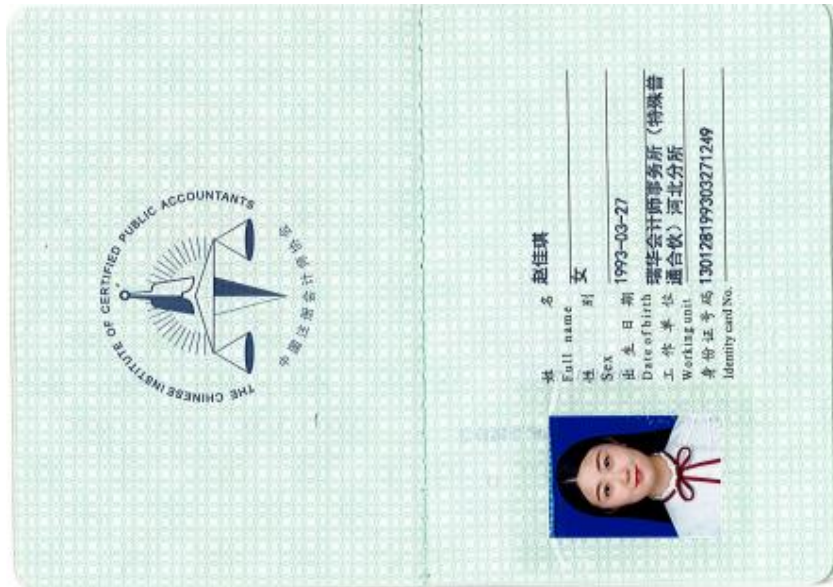 THE CHINESE INSTITUTE OF CERTIFIED PUBLIC ACCOUNTANTS
中国注册会计师协会
姓 名 赵佳琪
Full name
性 别 女
Sex
出 生 日 期 1993-03-27
Date of birth
工 作 单 位 瑞华会计师事务所（特殊普
Working unit 通合伙）河北分所
身份证号码 130128199303271249
Identity card No.